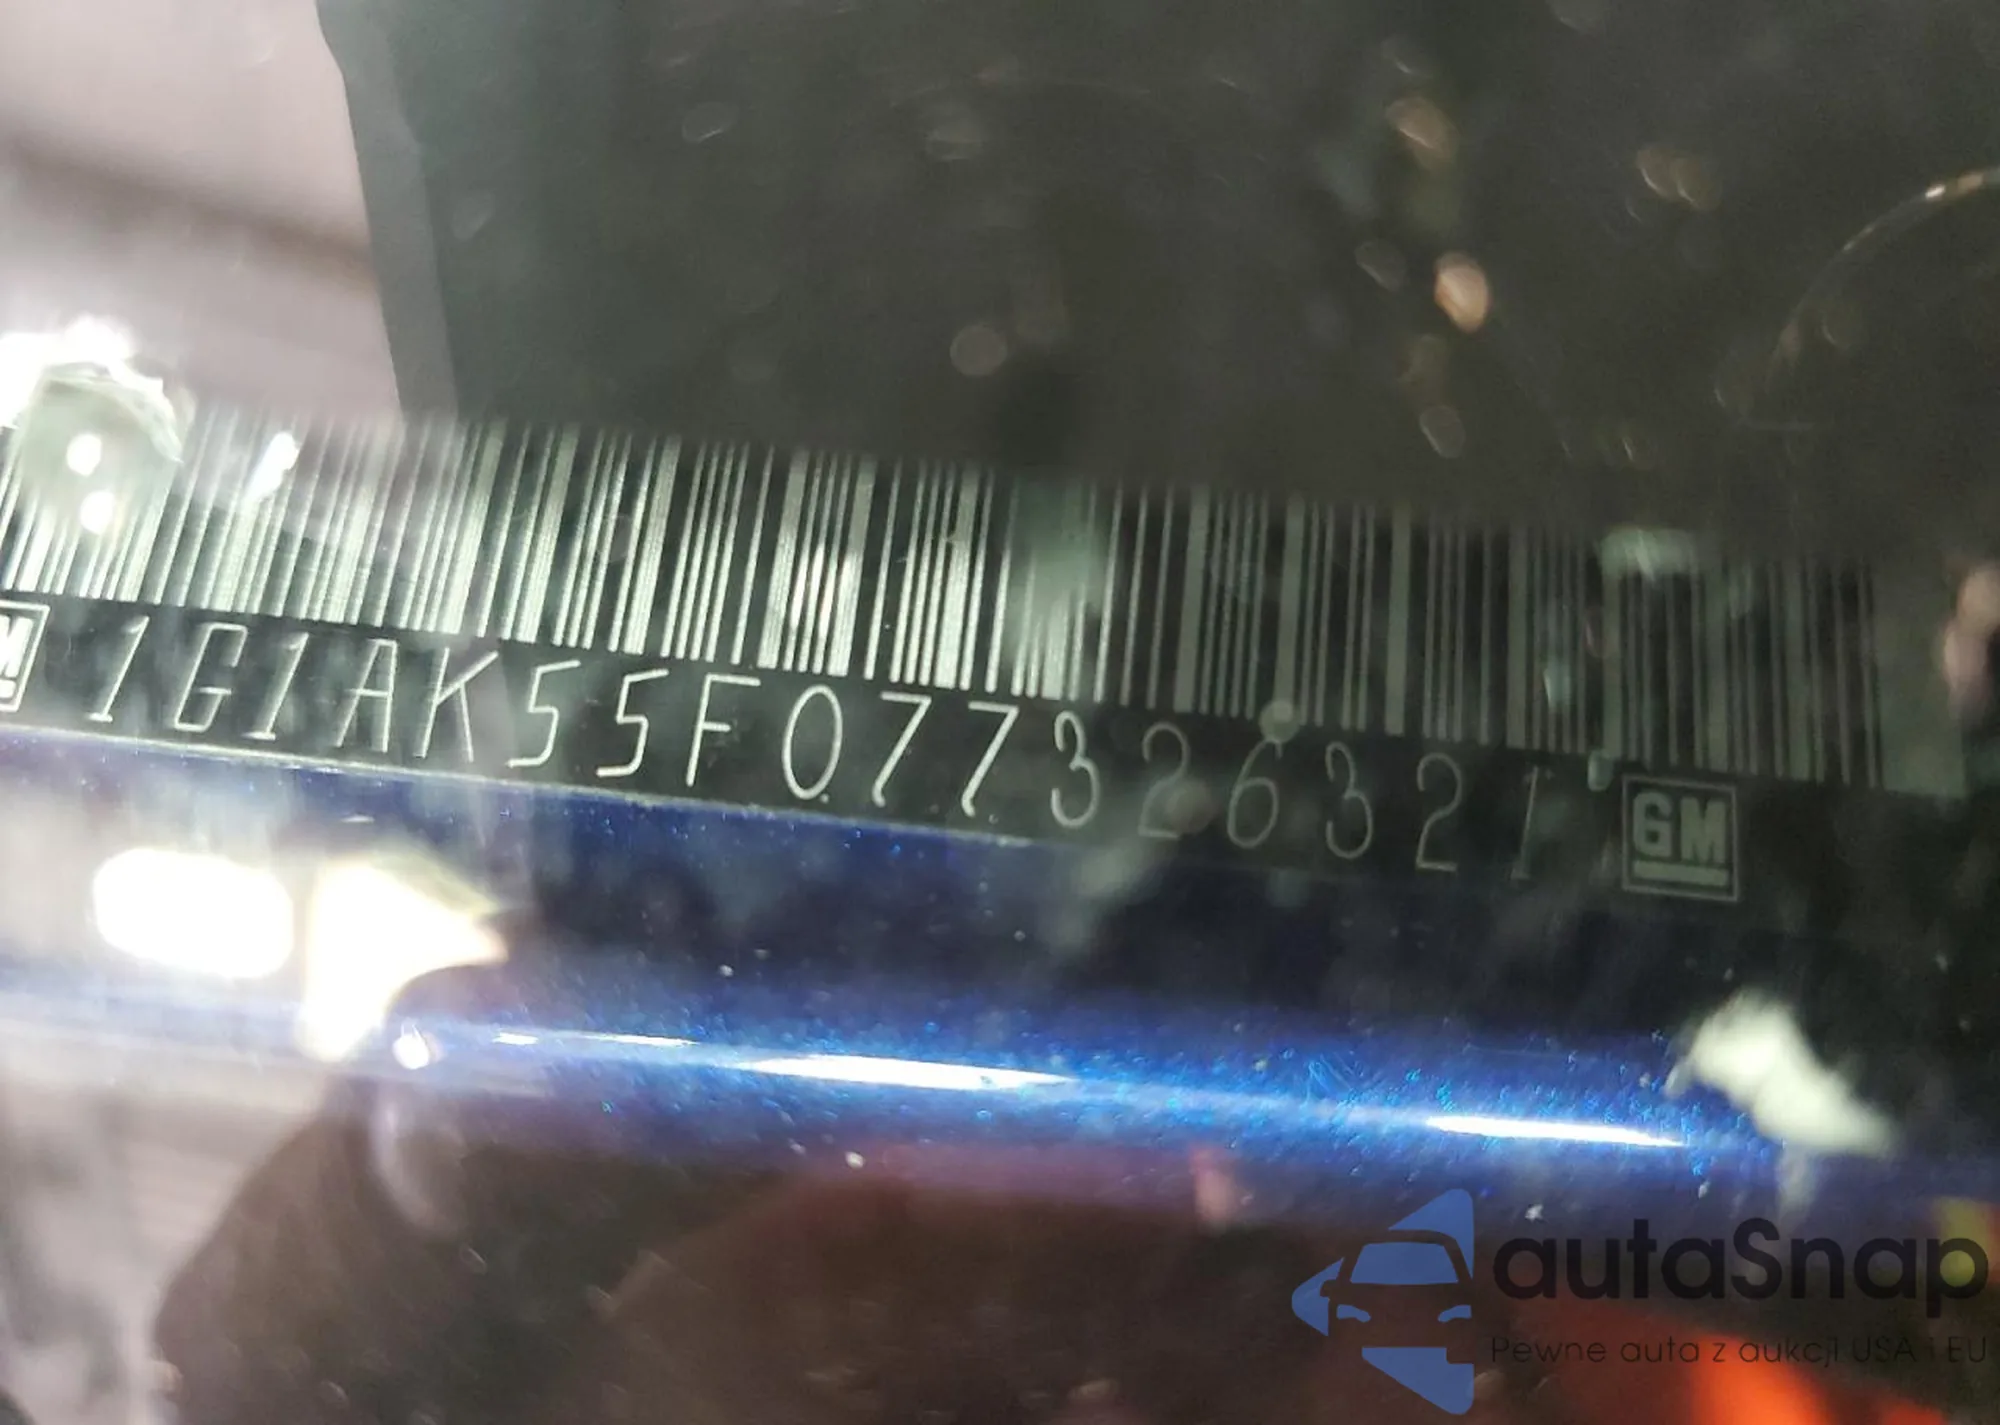 1G1AK55F077326321 GM
autaSnap
Pewne auta z aukcji USA i EU